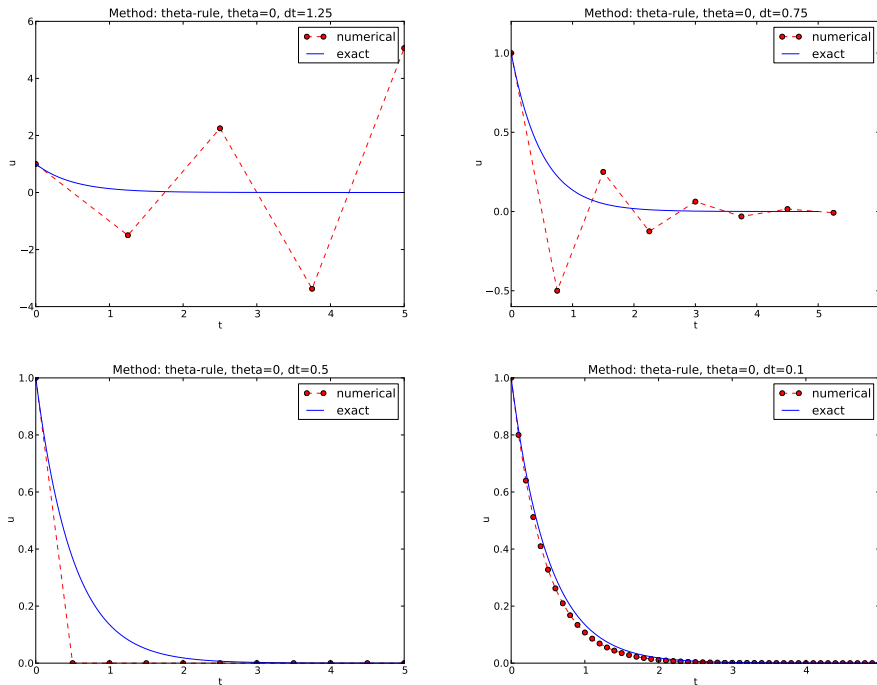 Method: theta-rule, theta=0, dt=1.25
numerical
exact
6
4
2
0
−2
−4
u
0
1
2
3
4
5
t
Method: theta-rule, theta=0, dt=0.75
numerical
exact
1.0
0.5
0.0
−0.5
u
0
1
2
3
4
5
t
Method: theta-rule, theta=0, dt=0.5
numerical
exact
1.0
0.8
0.6
0.4
0.2
0.0
u
0
1
2
3
4
5
t
Method: theta-rule, theta=0, dt=0.1
numerical
exact
1.0
0.8
0.6
0.4
0.2
0.0
u
0
1
2
3
4
t